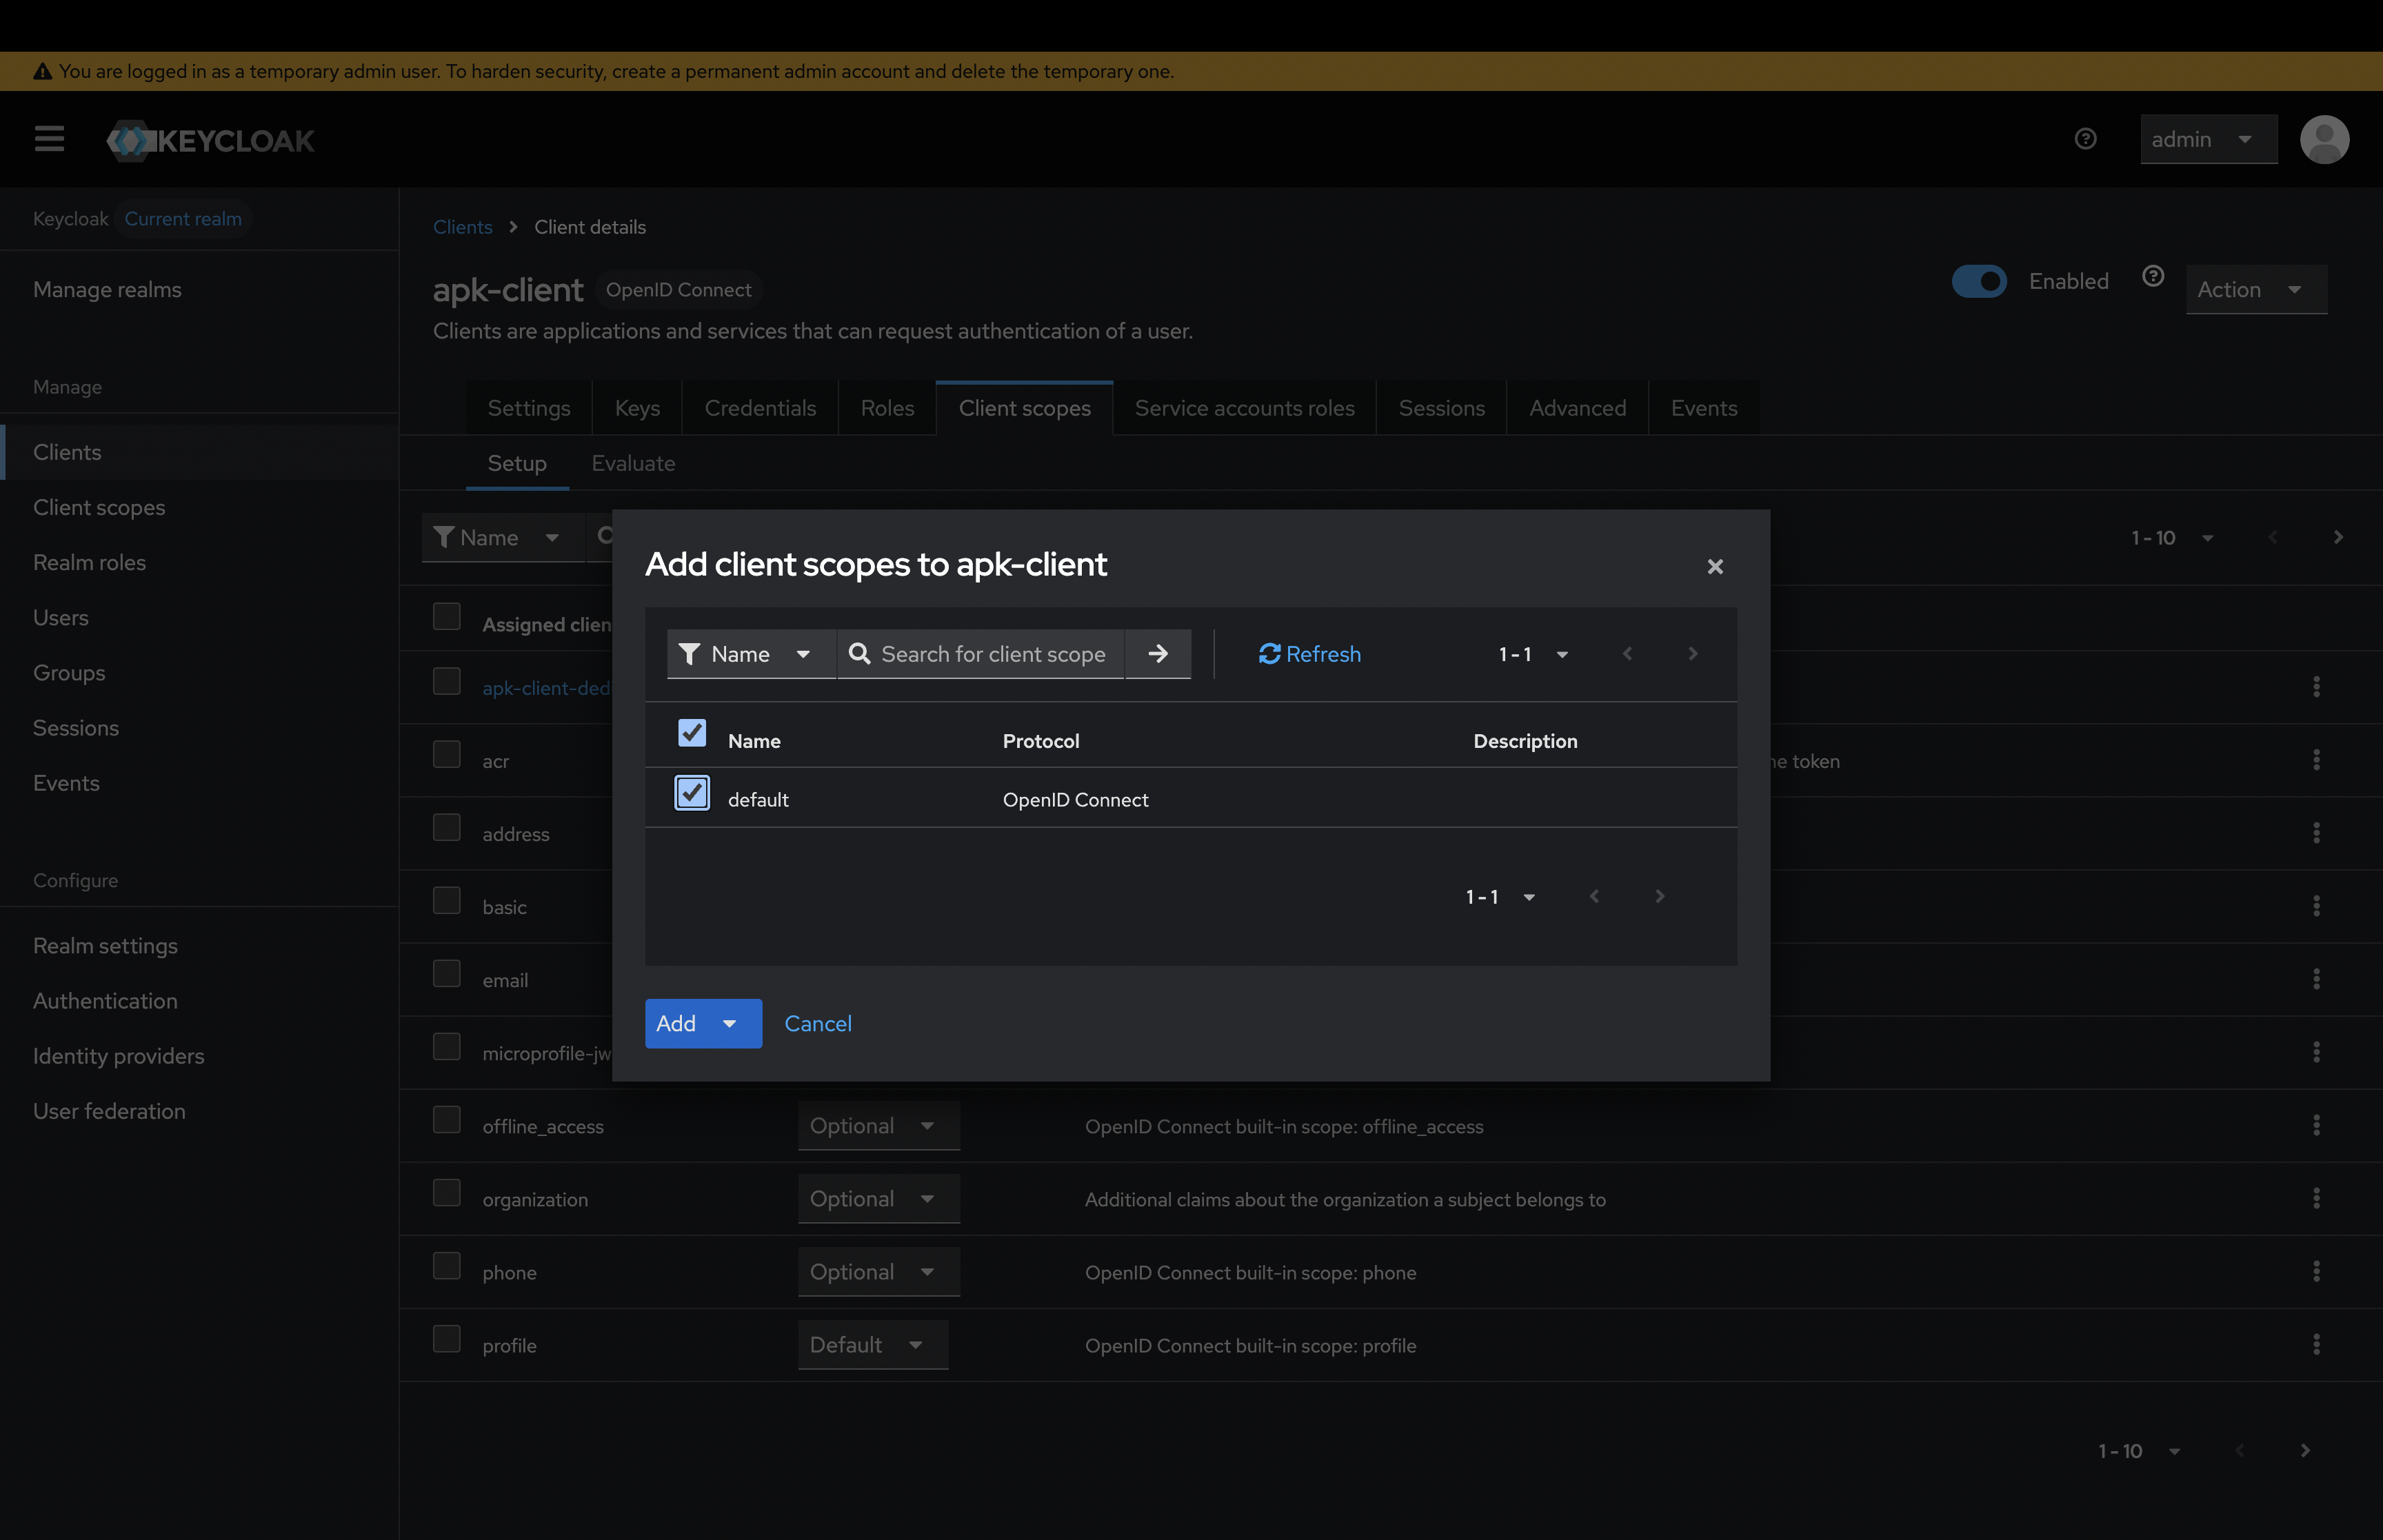 You are logged in as a temporary admin user. To harden security, create a permanent admin account and delete the temporary one.
KEYCLOAK
admin
Keycloak Current realm
Manage realms
Manage
Clients
Client scopes
Realm roles
Users
Groups
Sessions
Events
Configure
Realm settings
Authentication
Identity providers
User federation
Clients Client details
apk-client OpenID Connect
Enabled
Action
Clients are applications and services that can request authentication of a user.
Settings Keys Credentials Roles Client scopes Service accounts roles Sessions Advanced Events
Setup Evaluate
Name
1 - 10
Assigned clien
apk-client-ded
acr
ne token
address
basic
email
microprofile-jw
offline_access Optional OpenID Connect built-in scope: offline_access
organization Optional Additional claims about the organization a subject belongs to
phone Optional OpenID Connect built-in scope: phone
profile Default OpenID Connect built-in scope: profile
1 - 10
Add client scopes to apk-client
Name Search for client scope Refresh 1 - 1
Name Protocol Description
default OpenID Connect
1 - 1
Add Cancel